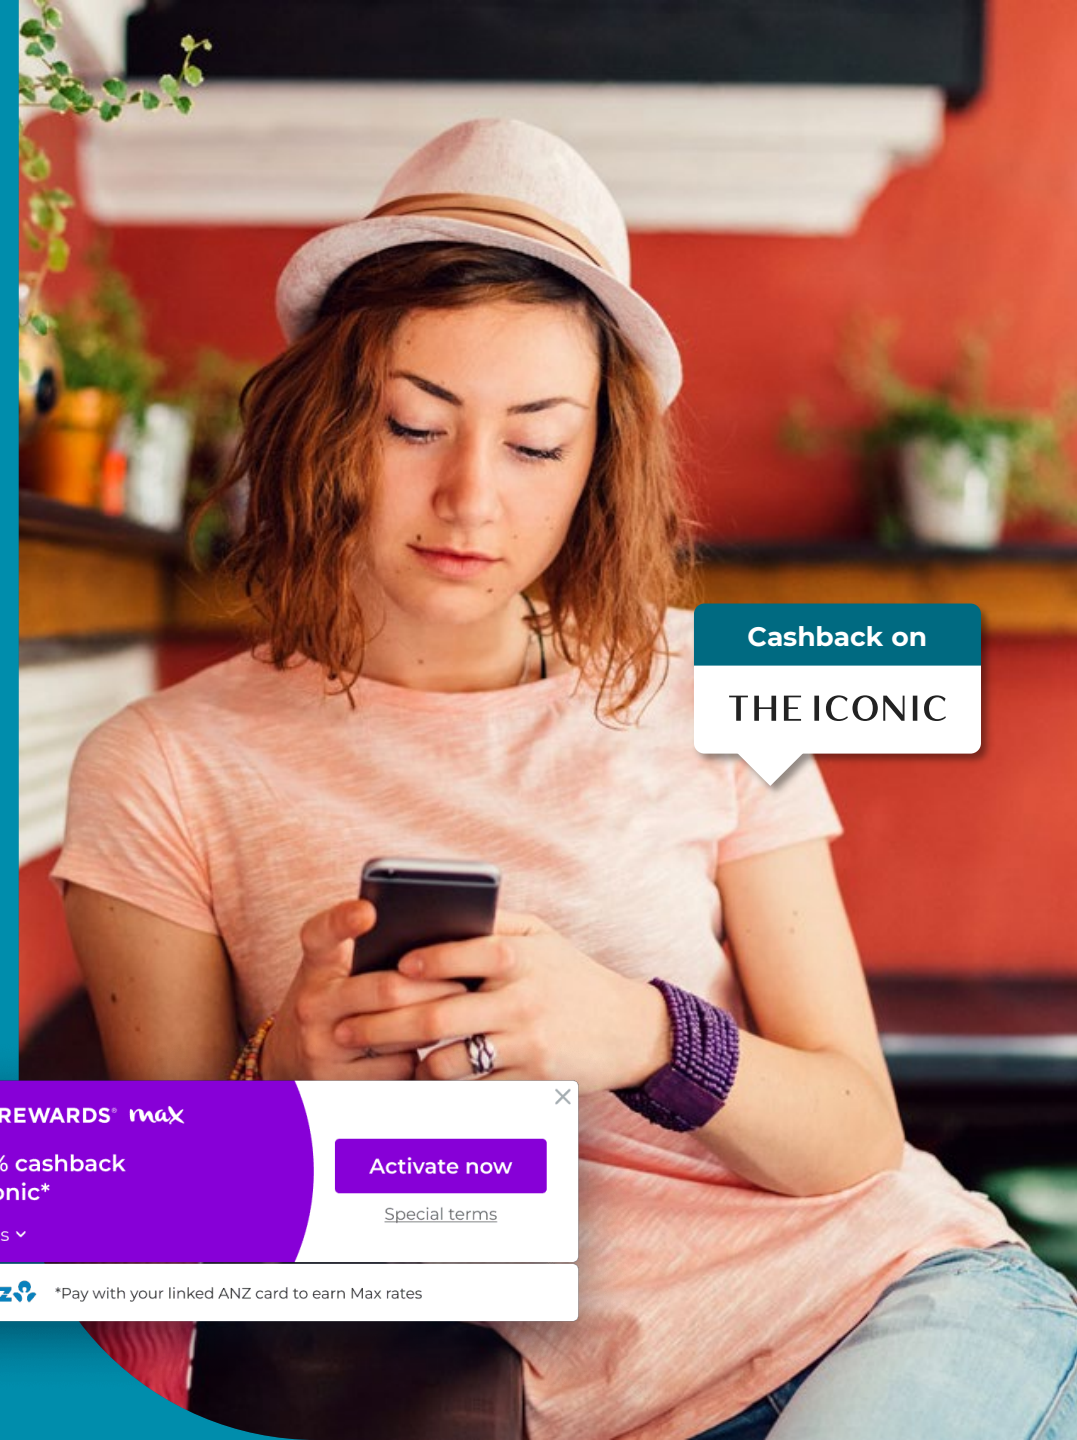 Cashback on
THE ICONIC
REWARDS® max
% cashback
onic*
Activate now
Special terms
*Pay with your linked ANZ card to earn Max rates